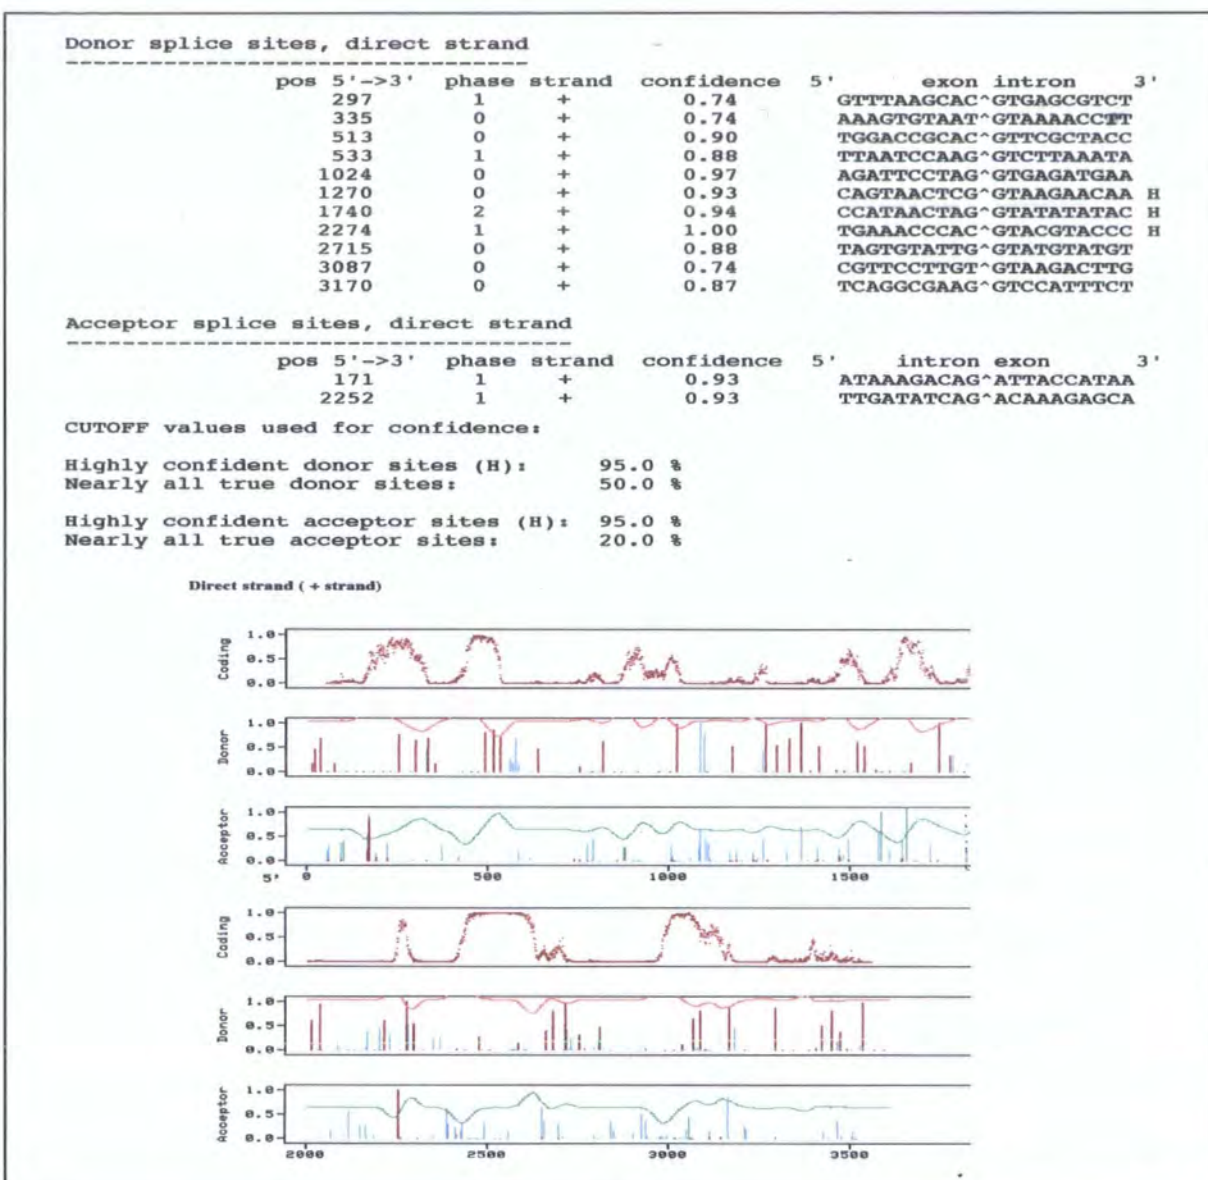 Donor splice sites, direct strand
---------------------------------
pos 5'->3' phase strand confidence 5' exon intron 3'
297 1 + 0.74 GTTTAAGCAC^GTGAGCGTCT
335 0 + 0.74 AAAGTGTAAT^GTAAAACCTT
513 0 + 0.90 TGGACCGCAC^GTTCGCTACC
533 1 + 0.88 TTAATCCAAG^GTCTTAAATA
1024 0 + 0.97 AGATTCCTAG^GTGAGATGAA
1270 0 + 0.93 CAGTAACTCG^GTAAGAACAA H
1740 2 + 0.94 CCATAACTAG^GTATATATAC H
2274 1 + 1.00 TGAAACCCAC^GTACGTACCC H
2715 0 + 0.88 TAGTGTATTG^GTATGTATGT
3087 0 + 0.74 CGTTCCTTGT^GTAAGACTTG
3170 0 + 0.87 TCAGGCGAAG^GTCCATTTCT
Acceptor splice sites, direct strand
------------------------------------
pos 5'->3' phase strand confidence 5' intron exon 3'
171 1 + 0.93 ATAAAGACAG^ATTACCATAA
2252 1 + 0.93 TTGATATCAG^ACAAAGAGCA
CUTOFF values used for confidence:
Highly confident donor sites (H): 95.0 %
Nearly all true donor sites: 50.0 %
Highly confident acceptor sites (H): 95.0 %
Nearly all true acceptor sites: 20.0 %
Direct strand ( + strand)
Coding 1.0 0.5 0.0
Donor 1.0 0.5 0.0
Acceptor 1.0 0.5 0.0
5' 0 500 1000 1500
Coding 1.0 0.5 0.0
Donor 1.0 0.5 0.0
Acceptor 1.0 0.5 0.0
2000 2500 3000 3500